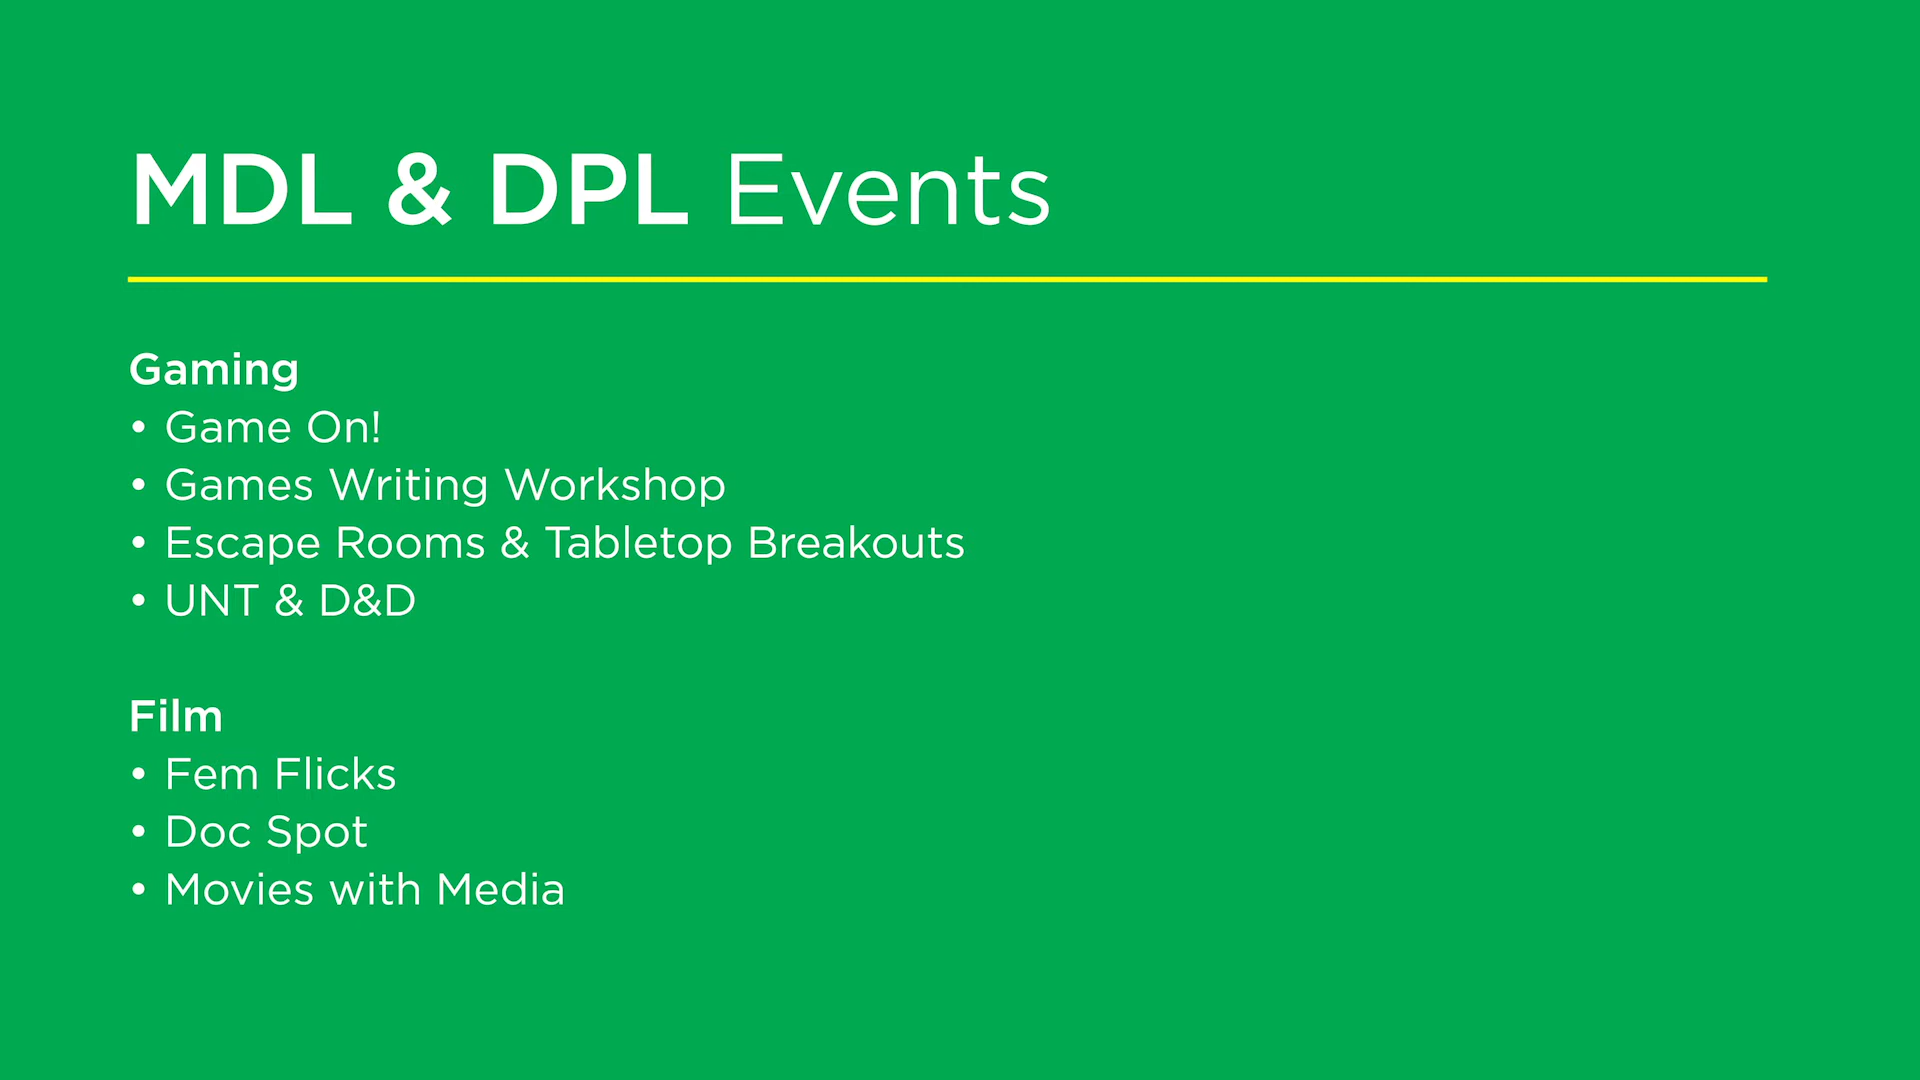 MDL & DPL Events
Gaming
• Game On!
• Games Writing Workshop
• Escape Rooms & Tabletop Breakouts
• UNT & D&D
Film
• Fem Flicks
• Doc Spot
• Movies with Media